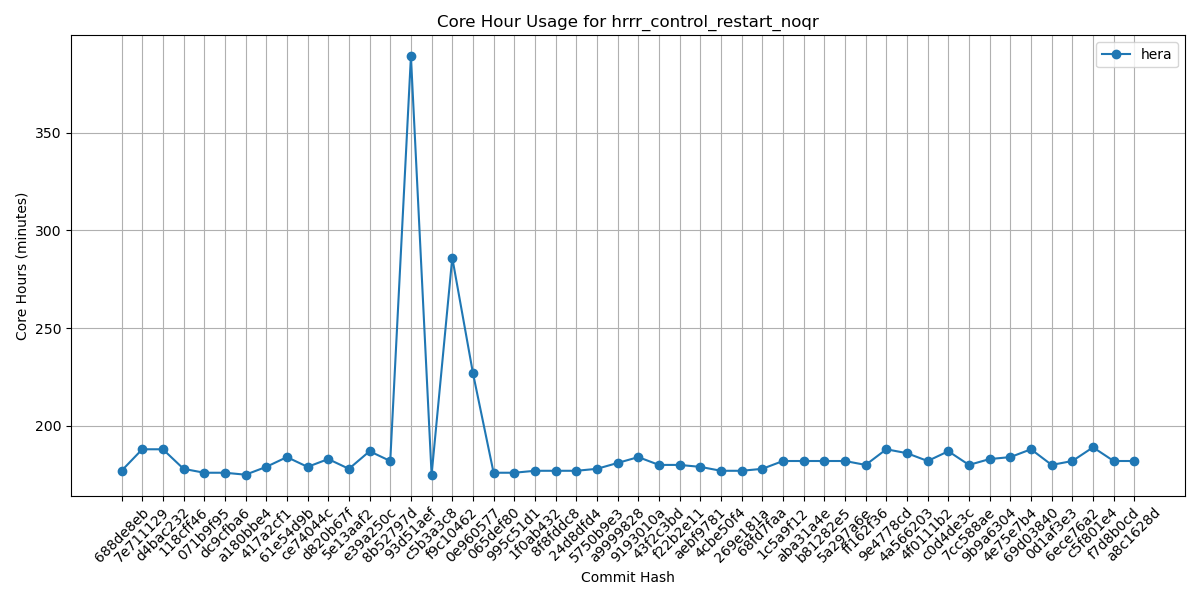 Core Hour Usage for hrrr_control_restart_noqr
hera
Core Hours (minutes)
350
300
250
200
688de8eb
7e711129
d4bac232
118cff46
071b9f95
dc9cfba6
a180bbe4
417a2cf1
61e54d9b
ce74044c
d820b67f
5e13aaf2
e39a250c
8b52797d
93d51aef
c5b3a3c8
f9c10462
0e960577
065def80
995c51d1
1f0ab432
8f8fdfdc8
24d8dfd4
5750b9e3
a9999828
9193010a
43f2c3bd
f22b2e11
aebf9781
4cbe50f4
269e181a
68fd7faa
1c5a9f12
aba31a4e
b81282e5
5a297a6e
ff162f36
9e4778cd
4a566203
4f011b2
c0d4de3c
7cc588ae
9b9a6304
4e75e7b4
69d03840
0d1af3e3
6ece76a2
c5f801e4
f7d8b0cd
a8c1628d
Commit Hash